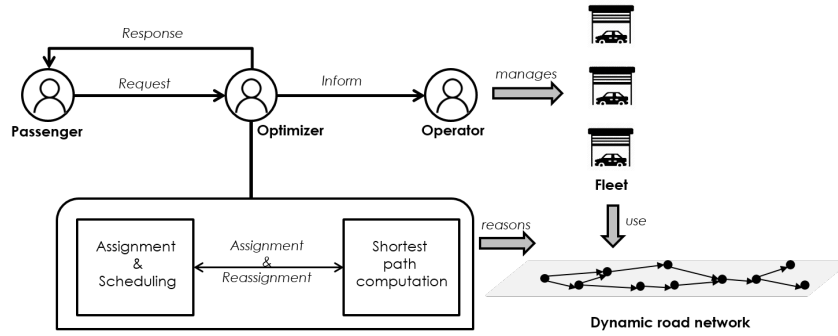 Response
Request
Inform
manages
Passenger
Optimizer
Operator
Fleet
reasons
use
Assignment
&
Scheduling
Assignment
&
Reassignment
Shortest
path
computation
Dynamic road network